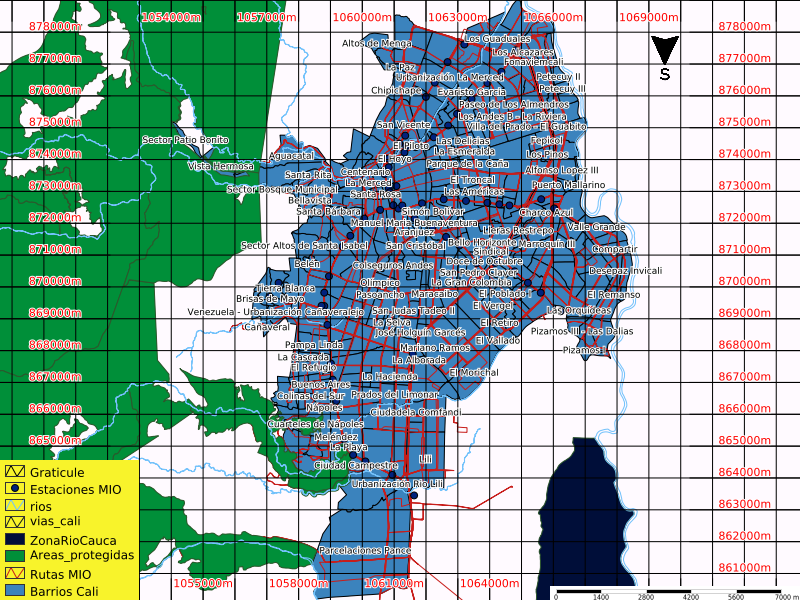 1054000m 1057000m 1060000m 1063000m 1066000m 1069000m
878000m 878000m
Los Guaduales
Altos de Menga
Los Alcázares
877000m 877000m
Fonaviemcali
La Paz
Urbanización La Merced
Petecuy II
876000m 876000m
Chipichape
Evaristo García
Petecuy III
Paseo de Los Almendros
Los Andes B - La Riviera
875000m 875000m
San Vicente
Villa del Prado - El Guabito
Sector Patio Bonito
El Piloto
Las Delicias
Fepicol
874000m 874000m
Aguacatal
El Hoyo
La Esmeralda
Los Pinos
Vista Hermosa
Parque de la Caña
Santa Rita
Centenario
Alfonso Lopez III
873000m 873000m
La Merced
El Troncal
Puerto Mallarino
Sector Bosque Municipal
Santa Rosa
Las Américas
Bellavista
872000m 872000m
Santa Bárbara
Simón Bolívar
Charco Azul
Manuel María Buenaventura
Valle Grande
Aranjuez
Lleras Restrepo
871000m 871000m
Sector Altos de Santa Isabel
San Cristóbal
Bello Horizonte
Marroquín III
Sindical
Compartir
Belén
Colseguros Andes
Doce de Octubre
870000m 870000m
San Pedro Claver
Desepaz Invicali
Tierra Blanca
Olímpico
La Gran Colombia
Brisas de Mayo
Pasoancho
Maracaibo
El Poblado I
El Remanso
869000m 869000m
Venezuela - Urbanización Cañaveralejo
San Judas Tadeo II
El Vergel
Las Orquídeas
Cañaveral
La Selva
El Retiro
868000m 868000m
José Holguín Garcés
Pizamos III - Las Dalias
Pampa Linda
Mariano Ramos
El Vallado
Pizamos I
La Cascada
La Alborada
867000m 867000m
El Refugio
La Hacienda
El Morichal
Buenos Aires
Colinas del Sur
Prados del Limonar
866000m 866000m
Nápoles
Ciudadela Comfandi
Cuarteles de Nápoles
865000m 865000m
Meléndez
La Playa
Ciudad Campestre
Lili
864000m
Urbanización Río Lili
863000m
862000m
Parcelaciones Pance
861000m
1055000m 1058000m 1061000m 1064000m
S
Graticule
Estaciones MIO
rios
vias_cali
ZonaRioCauca
Areas_protegidas
Rutas MIO
Barrios Cali
0 1400 2800 4200 5600 7000 m